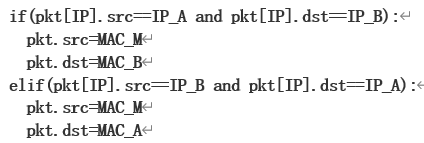 if(pkt[IP].src==IP_A and pkt[IP].dst==IP_B):
pkt.src=MAC_M
pkt.dst=MAC_B
elif(pkt[IP].src==IP_B and pkt[IP].dst==IP_A):
pkt.src=MAC_M
pkt.dst=MAC_A